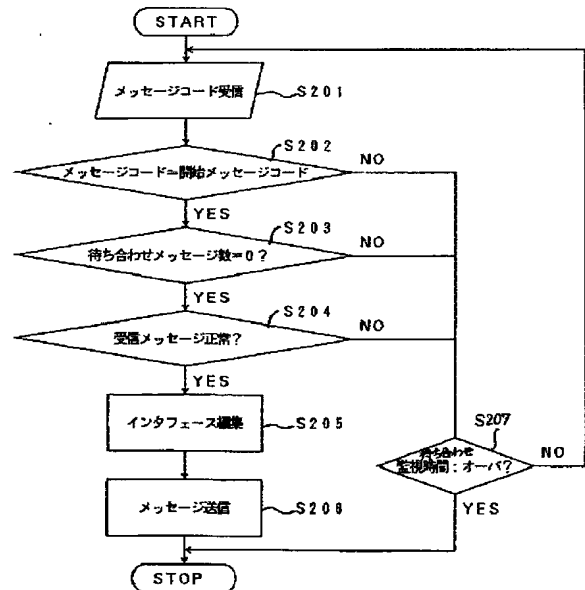 START
メッセージコード受信
S201
S202
メッセージコード=開始メッセージコード
NO
YES
S203
待ち合わせメッセージ数=0?
NO
YES
S204
受信メッセージ正常?
NO
YES
インタフェース編集
S205
S207
待ち合わせ
監視時間:オーバ?
NO
メッセージ送信
S206
YES
STOP